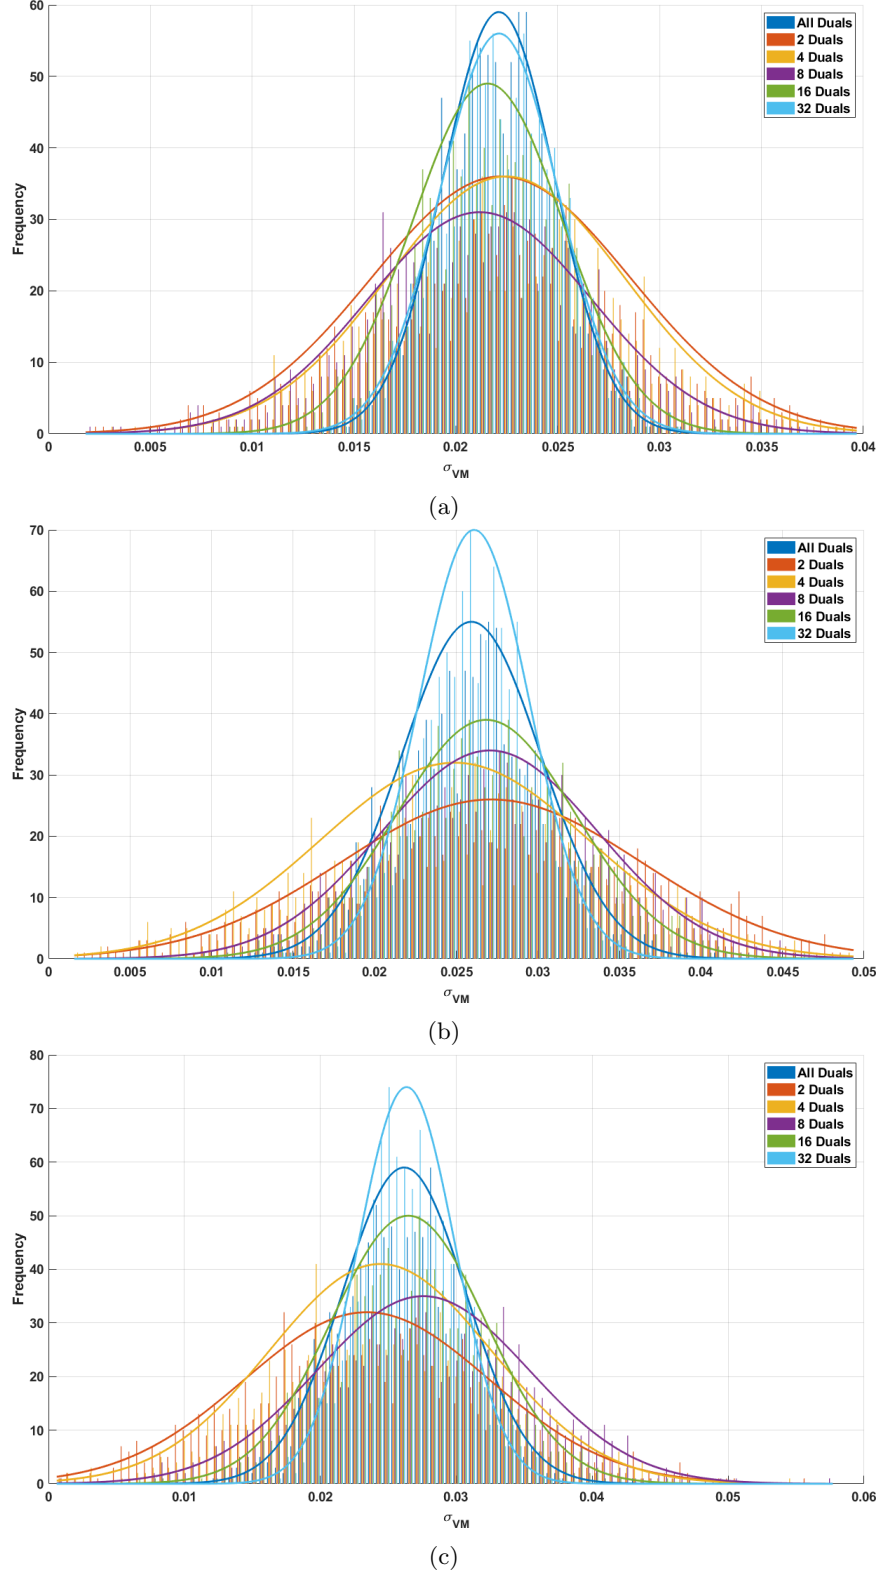 60
50
40
30
20
10
0
Frequency
All Duals
2 Duals
4 Duals
8 Duals
16 Duals
32 Duals
0 0.005 0.01 0.015 0.02 0.025 0.03 0.035 0.04
σVM
(a)
70
60
50
40
30
20
10
0
Frequency
All Duals
2 Duals
4 Duals
8 Duals
16 Duals
32 Duals
0 0.005 0.01 0.015 0.02 0.025 0.03 0.035 0.04 0.045 0.05
σVM
(b)
80
70
60
50
40
30
20
10
0
Frequency
All Duals
2 Duals
4 Duals
8 Duals
16 Duals
32 Duals
0 0.01 0.02 0.03 0.04 0.05 0.06
σVM
(c)